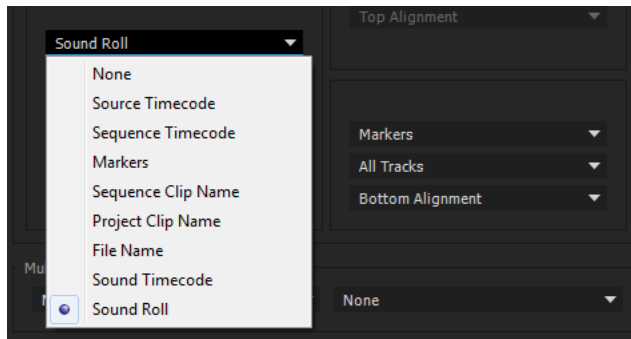 Top Alignment
Sound Roll
None
Source Timecode
Sequence Timecode
Markers
Sequence Clip Name
Project Clip Name
File Name
Sound Timecode
Sound Roll
Markers
All Tracks
Bottom Alignment
Mu
None